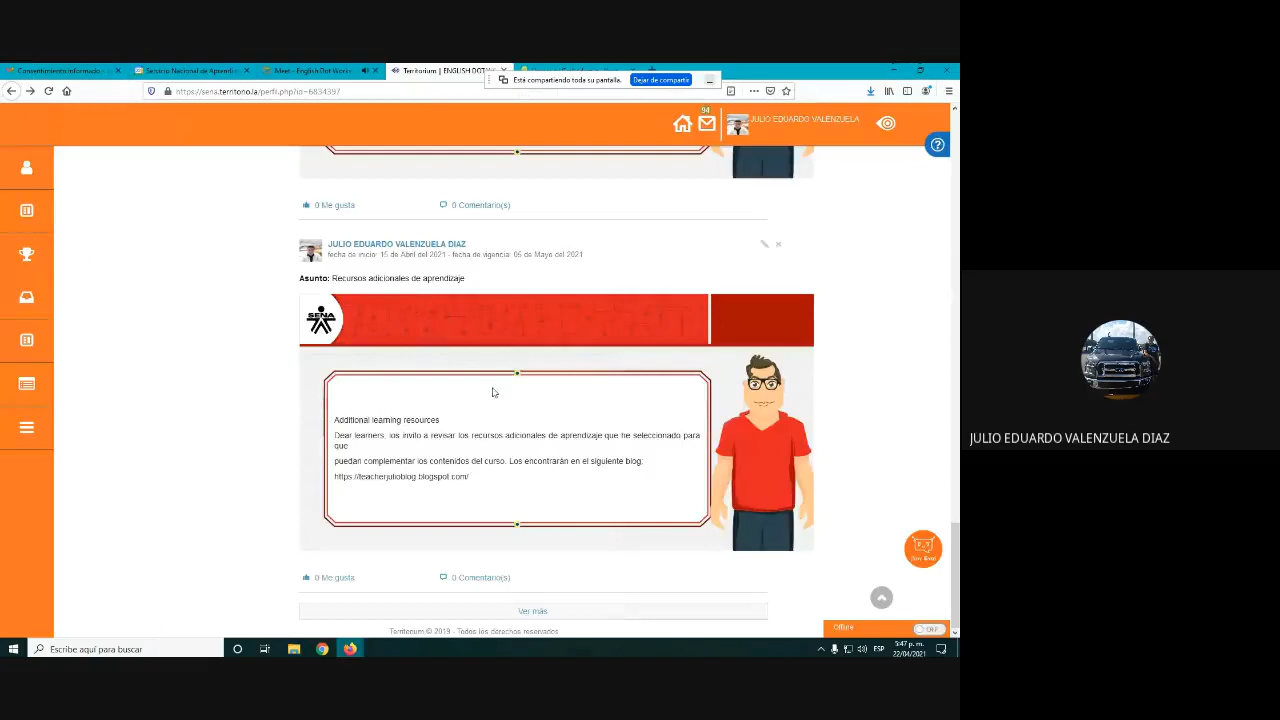 Consentimiento informado
Servicio Nacional de Aprendi
Meet - English Dot Works
Territorium | ENGLISH DOT
Está compartiendo toda su pantalla.
Dejar de compartir
https://sena.territorio.la/perfil.php?id=6834397
94
JULIO EDUARDO VALENZUELA
0 Me gusta
0 Comentario(s)
JULIO EDUARDO VALENZUELA DIAZ
fecha de inicio: 15 de Abril del 2021 - fecha de vigencia: 05 de Mayo del 2021
Asunto: Recursos adicionales de aprendizaje
SENA
Additional learning resources
Dear learners, los invito a revisar los recursos adicionales de aprendizaje que he seleccionado para
que
puedan complementar los contenidos del curso. Los encontrarán en el siguiente blog:
https://teacherjulioblog.blogspot.com/
0 Me gusta
0 Comentario(s)
Ver más
Territorium © 2019 - Todos los derechos reservados
Offline
OFF
Escribe aquí para buscar
ESP
5:47 p. m.
22/04/2021
JULIO EDUARDO VALENZUELA DIAZ